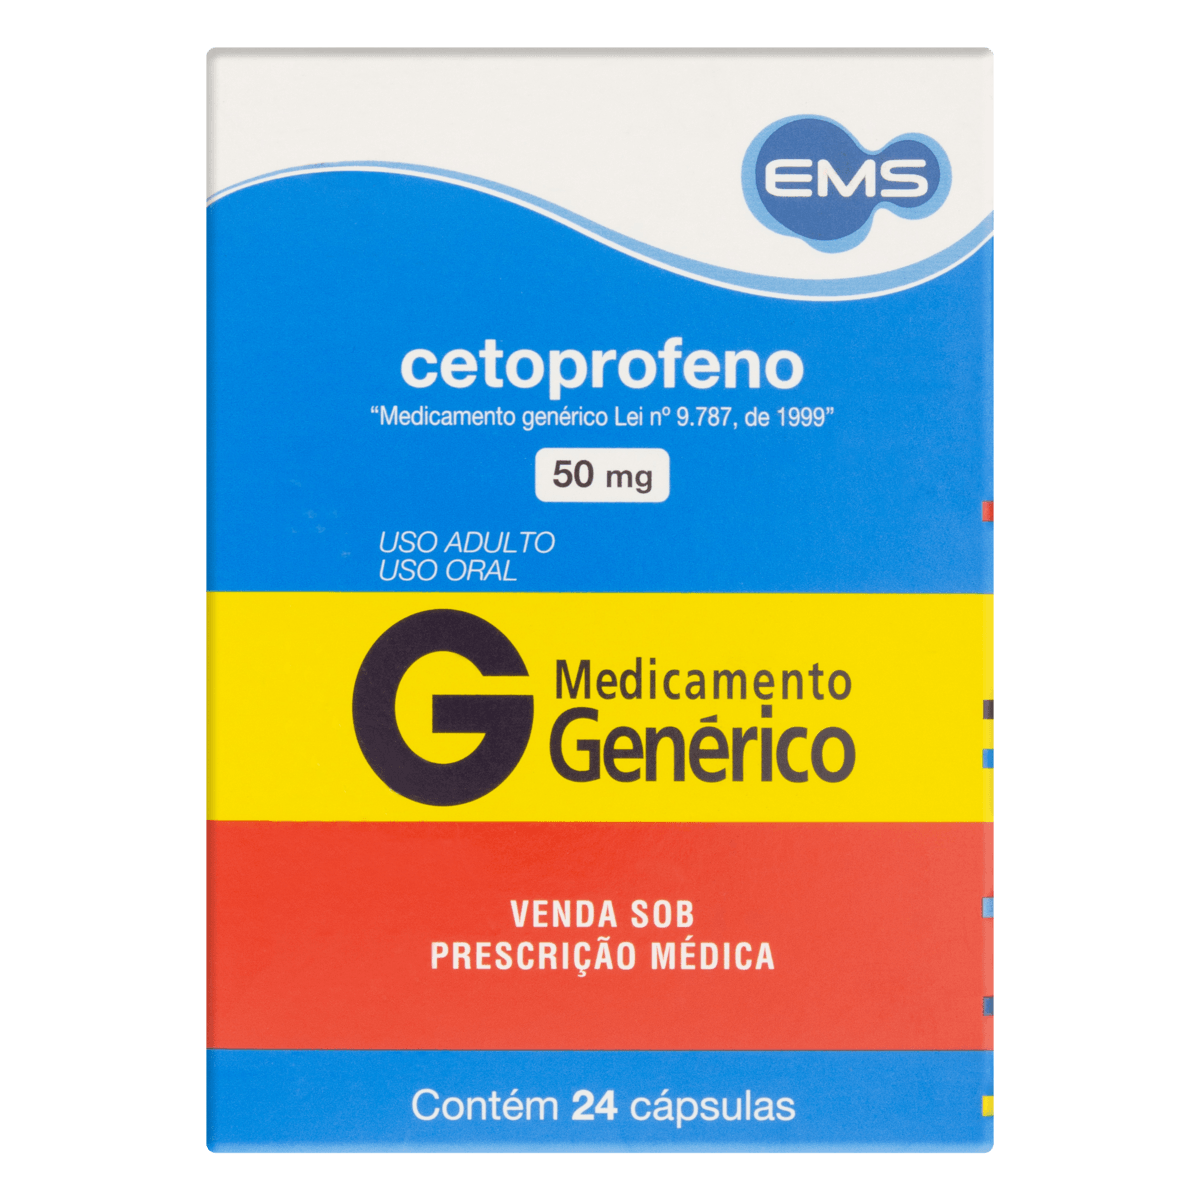 EMS
cetoprofeno
“Medicamento genérico Lei nº 9.787, de 1999”
50 mg
USO ADULTO
USO ORAL
G
Medicamento
Genérico
VENDA SOB
PRESCRIÇÃO MÉDICA
Contém 24 cápsulas